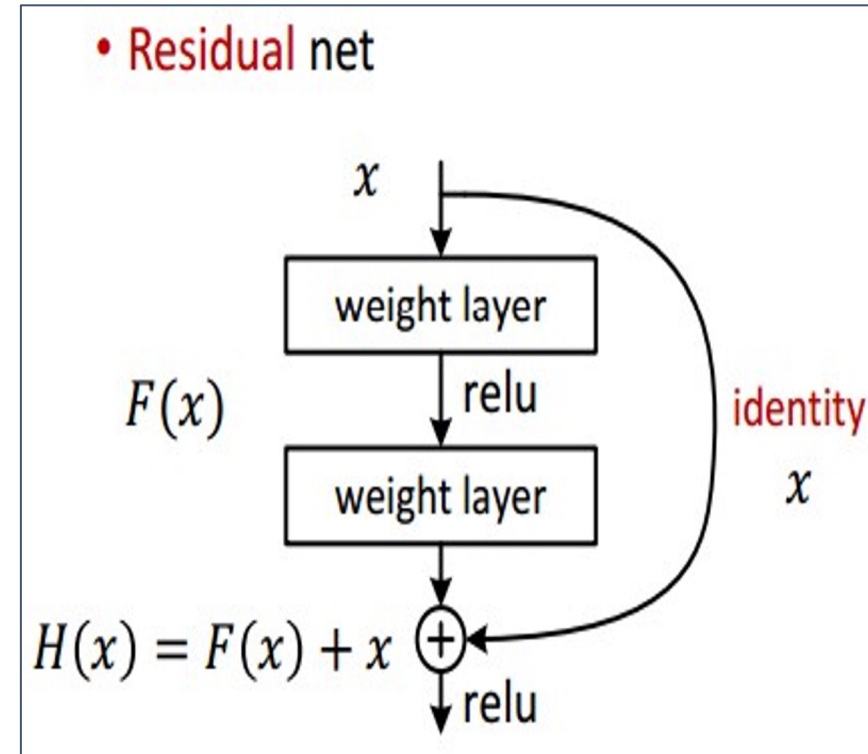 • Residual net
x
weight layer
relu
F(x)
identity
x
weight layer
H(x) = F(x) + x
+
relu